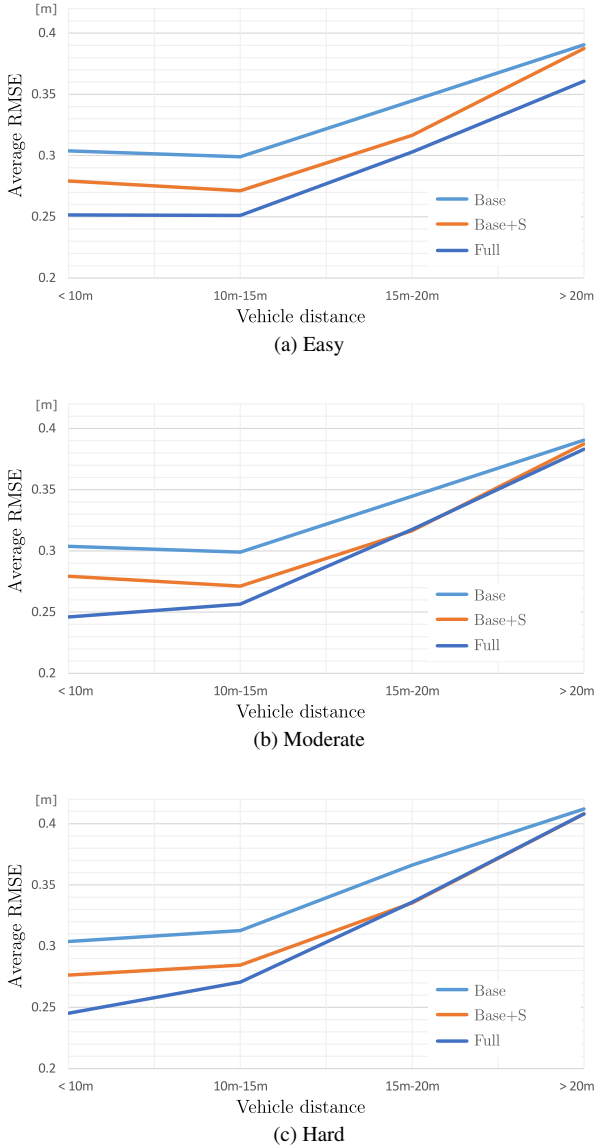 [m]
0.4
0.35
0.3
0.25
0.2
Average RMSE
Base
Base+S
Full
< 10m 10m-15m 15m-20m > 20m
Vehicle distance
(a) Easy
[m]
0.4
0.35
0.3
0.25
0.2
Average RMSE
Base
Base+S
Full
< 10m 10m-15m 15m-20m > 20m
Vehicle distance
(b) Moderate
[m]
0.4
0.35
0.3
0.25
0.2
Average RMSE
Base
Base+S
Full
< 10m 10m-15m 15m-20m > 20m
Vehicle distance
(c) Hard